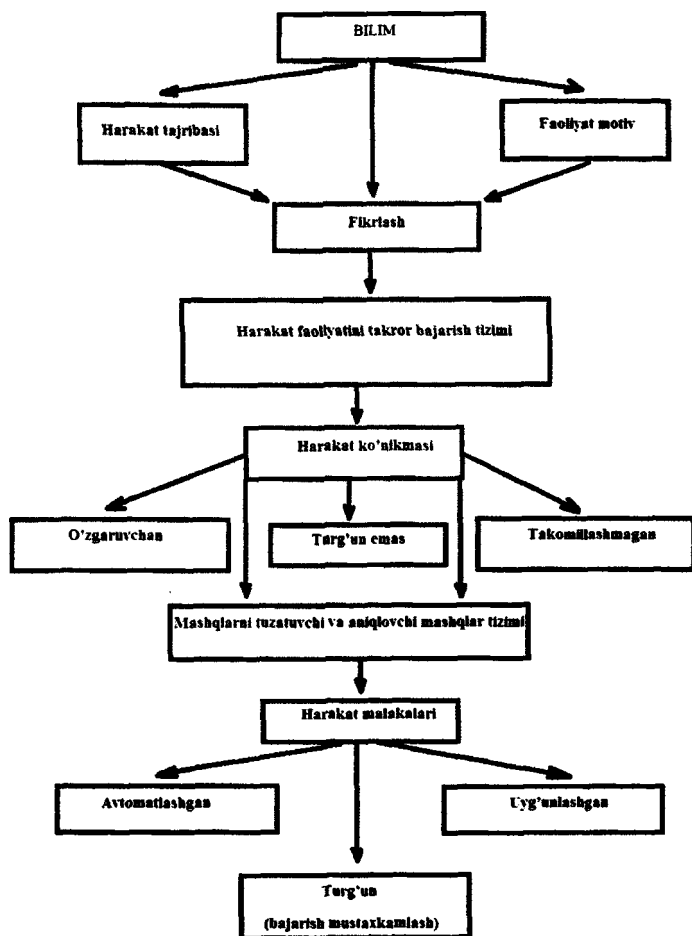 BILIM
Harakat tajribasi
Faoliyat motiv
Fikrlash
Harakat faoliyatini takror bajarish tizimi
Harakat ko'nikmasi
O'zgaruvchan
Turg'un emas
Takomillashmagan
Mashqlarni tuzatuvchi va aniqlovchi mashqlar tizimi
Harakat malakalari
Avtomatlashgan
Uyg'unlashgan
Turg'un
(bajarish mustaxkamlash)